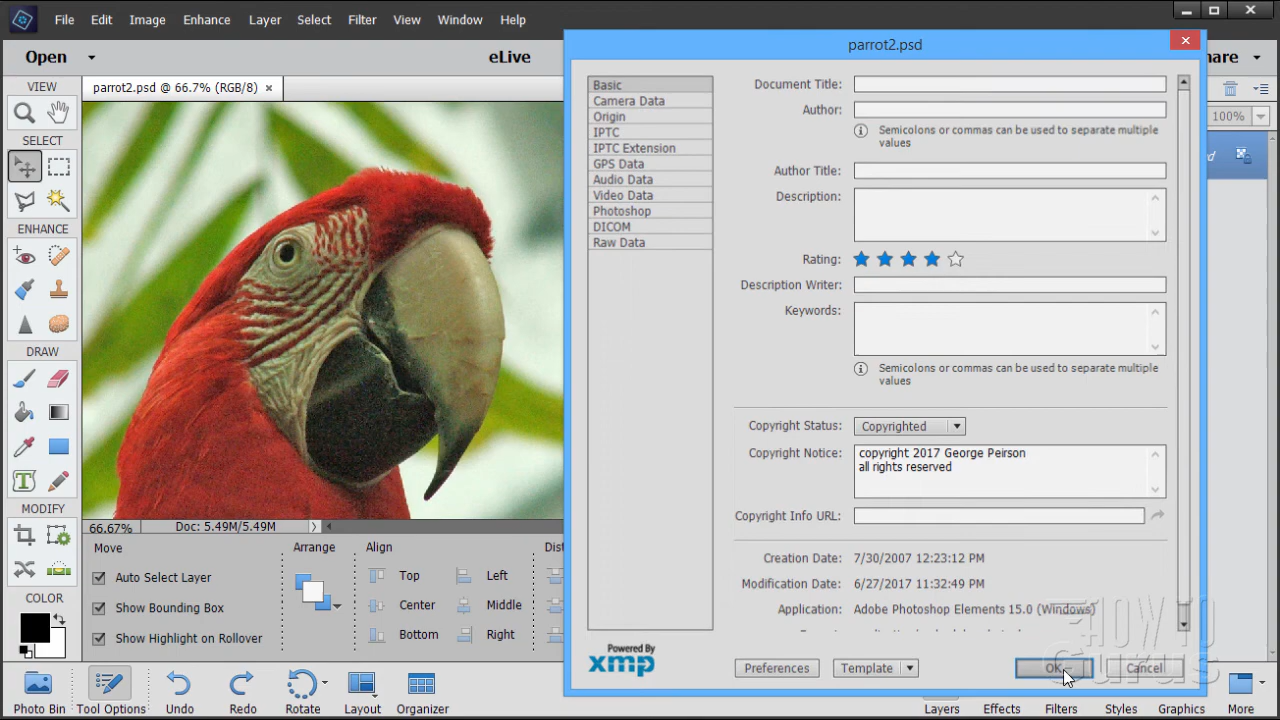 File Edit Image Enhance Layer Select Filter View Window Help
parrot2.psd
Open
eLive
VIEW
parrot2.psd @ 66.7% (RGB/8)
100%
SELECT
ENHANCE
DRAW
MODIFY
COLOR
Basic
Camera Data
Origin
IPTC
IPTC Extension
GPS Data
Audio Data
Video Data
Photoshop
DICOM
Raw Data
Document Title:
Author:
Semicolons or commas can be used to separate multiple
values
Author Title:
Description:
Rating:
Description Writer:
Keywords:
Semicolons or commas can be used to separate multiple
values
Copyright Status: Copyrighted
Copyright Notice: copyright 2017 George Peirson
all rights reserved
Copyright Info URL:
Creation Date: 7/30/2007 12:23:12 PM
Modification Date: 6/27/2017 11:32:49 PM
Application: Adobe Photoshop Elements 15.0 (Windows)
Powered By
xmp
Preferences Template OK Cancel
66.67% Doc: 5.49M/5.49M
Move Arrange Align
Auto Select Layer
Show Bounding Box
Show Highlight on Rollover
Top Left
Center Middle
Bottom Right
Photo Bin Tool Options Undo Redo Rotate Layout Organizer
Layers Effects Filters Styles Graphics More
HOW TO
Gurus